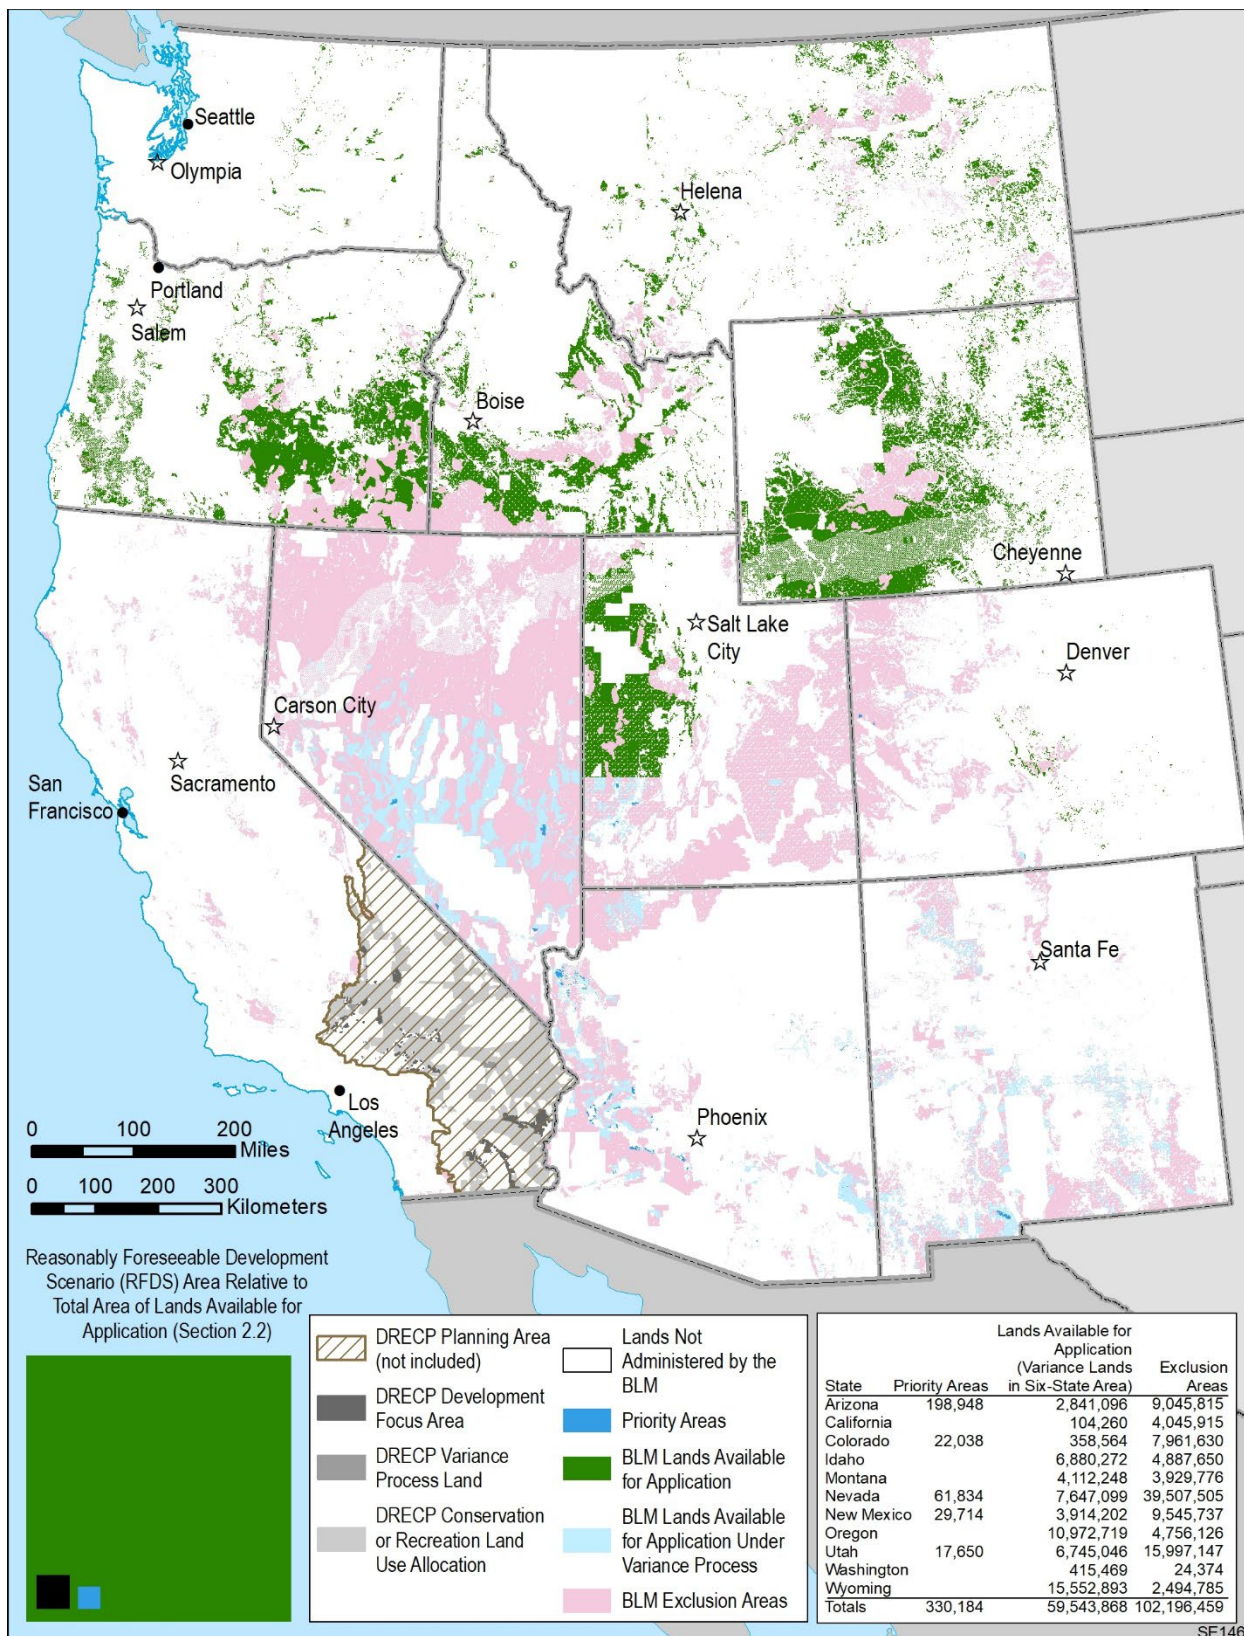 Seattle
Olympia
Helena
Portland
Salem
Boise
Cheyenne
Salt Lake
City
Denver
Carson City
Sacramento
San
Francisco
Santa Fe
Los
Angeles
Phoenix
0 100 200
Miles
0 100 200 300
Kilometers
Reasonably Foreseeable Development
Scenario (RFDS) Area Relative to
Total Area of Lands Available for
Application (Section 2.2)
DRECP Planning Area
(not included)
DRECP Development
Focus Area
DRECP Variance
Process Land
DRECP Conservation
or Recreation Land
Use Allocation
Lands Not
Administered by the
BLM
Priority Areas
BLM Lands Available
for Application
BLM Lands Available
for Application Under
Variance Process
BLM Exclusion Areas
Lands Available for
Application
(Variance Lands Exclusion
State Priority Areas in Six-State Area) Areas
Arizona 198,948 2,841,096 9,045,815
California 104,260 4,045,915
Colorado 22,038 358,564 7,961,630
Idaho 6,880,272 4,887,650
Montana 4,112,248 3,929,776
Nevada 61,834 7,647,099 39,507,505
New Mexico 29,714 3,914,202 9,545,737
Oregon 10,972,719 4,756,126
Utah 17,650 6,745,046 15,997,147
Washington 415,469 24,374
Wyoming 15,552,893 2,494,785
Totals 330,184 59,543,868 102,196,459
SE146